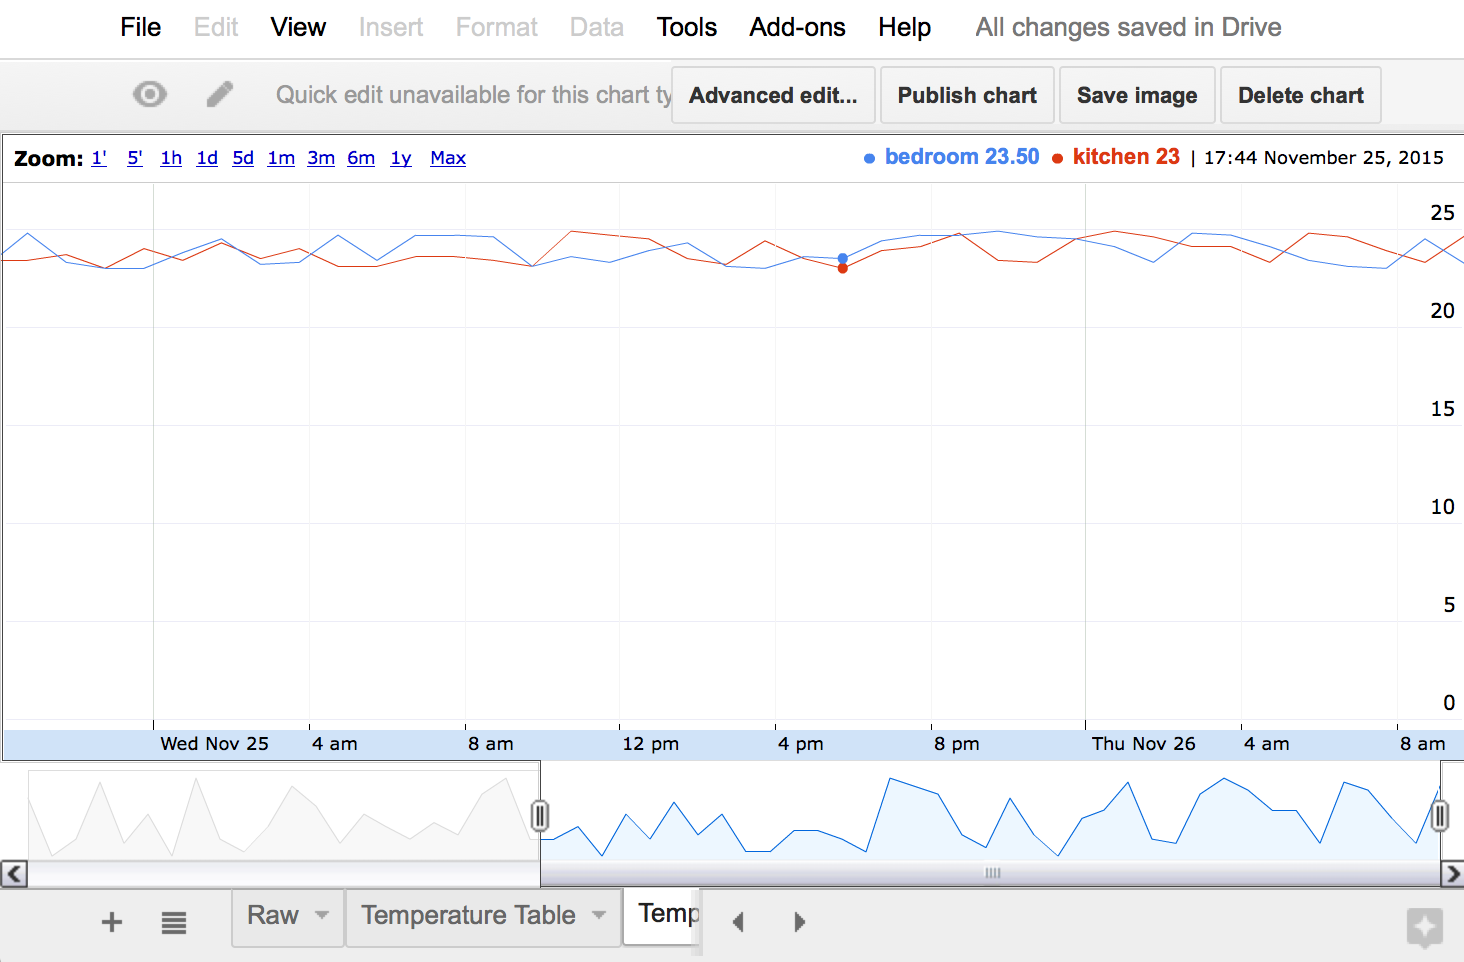 File Edit View Insert Format Data Tools Add-ons Help All changes saved in Drive
Quick edit unavailable for this chart ty Advanced edit... Publish chart Save image Delete chart
Zoom: 1' 5' 1h 1d 5d 1m 3m 6m 1y Max bedroom 23.50 kitchen 23 | 17:44 November 25, 2015
25
20
15
10
5
0
Wed Nov 25 4 am 8 am 12 pm 4 pm 8 pm Thu Nov 26 4 am 8 am
Raw Temperature Table Temp